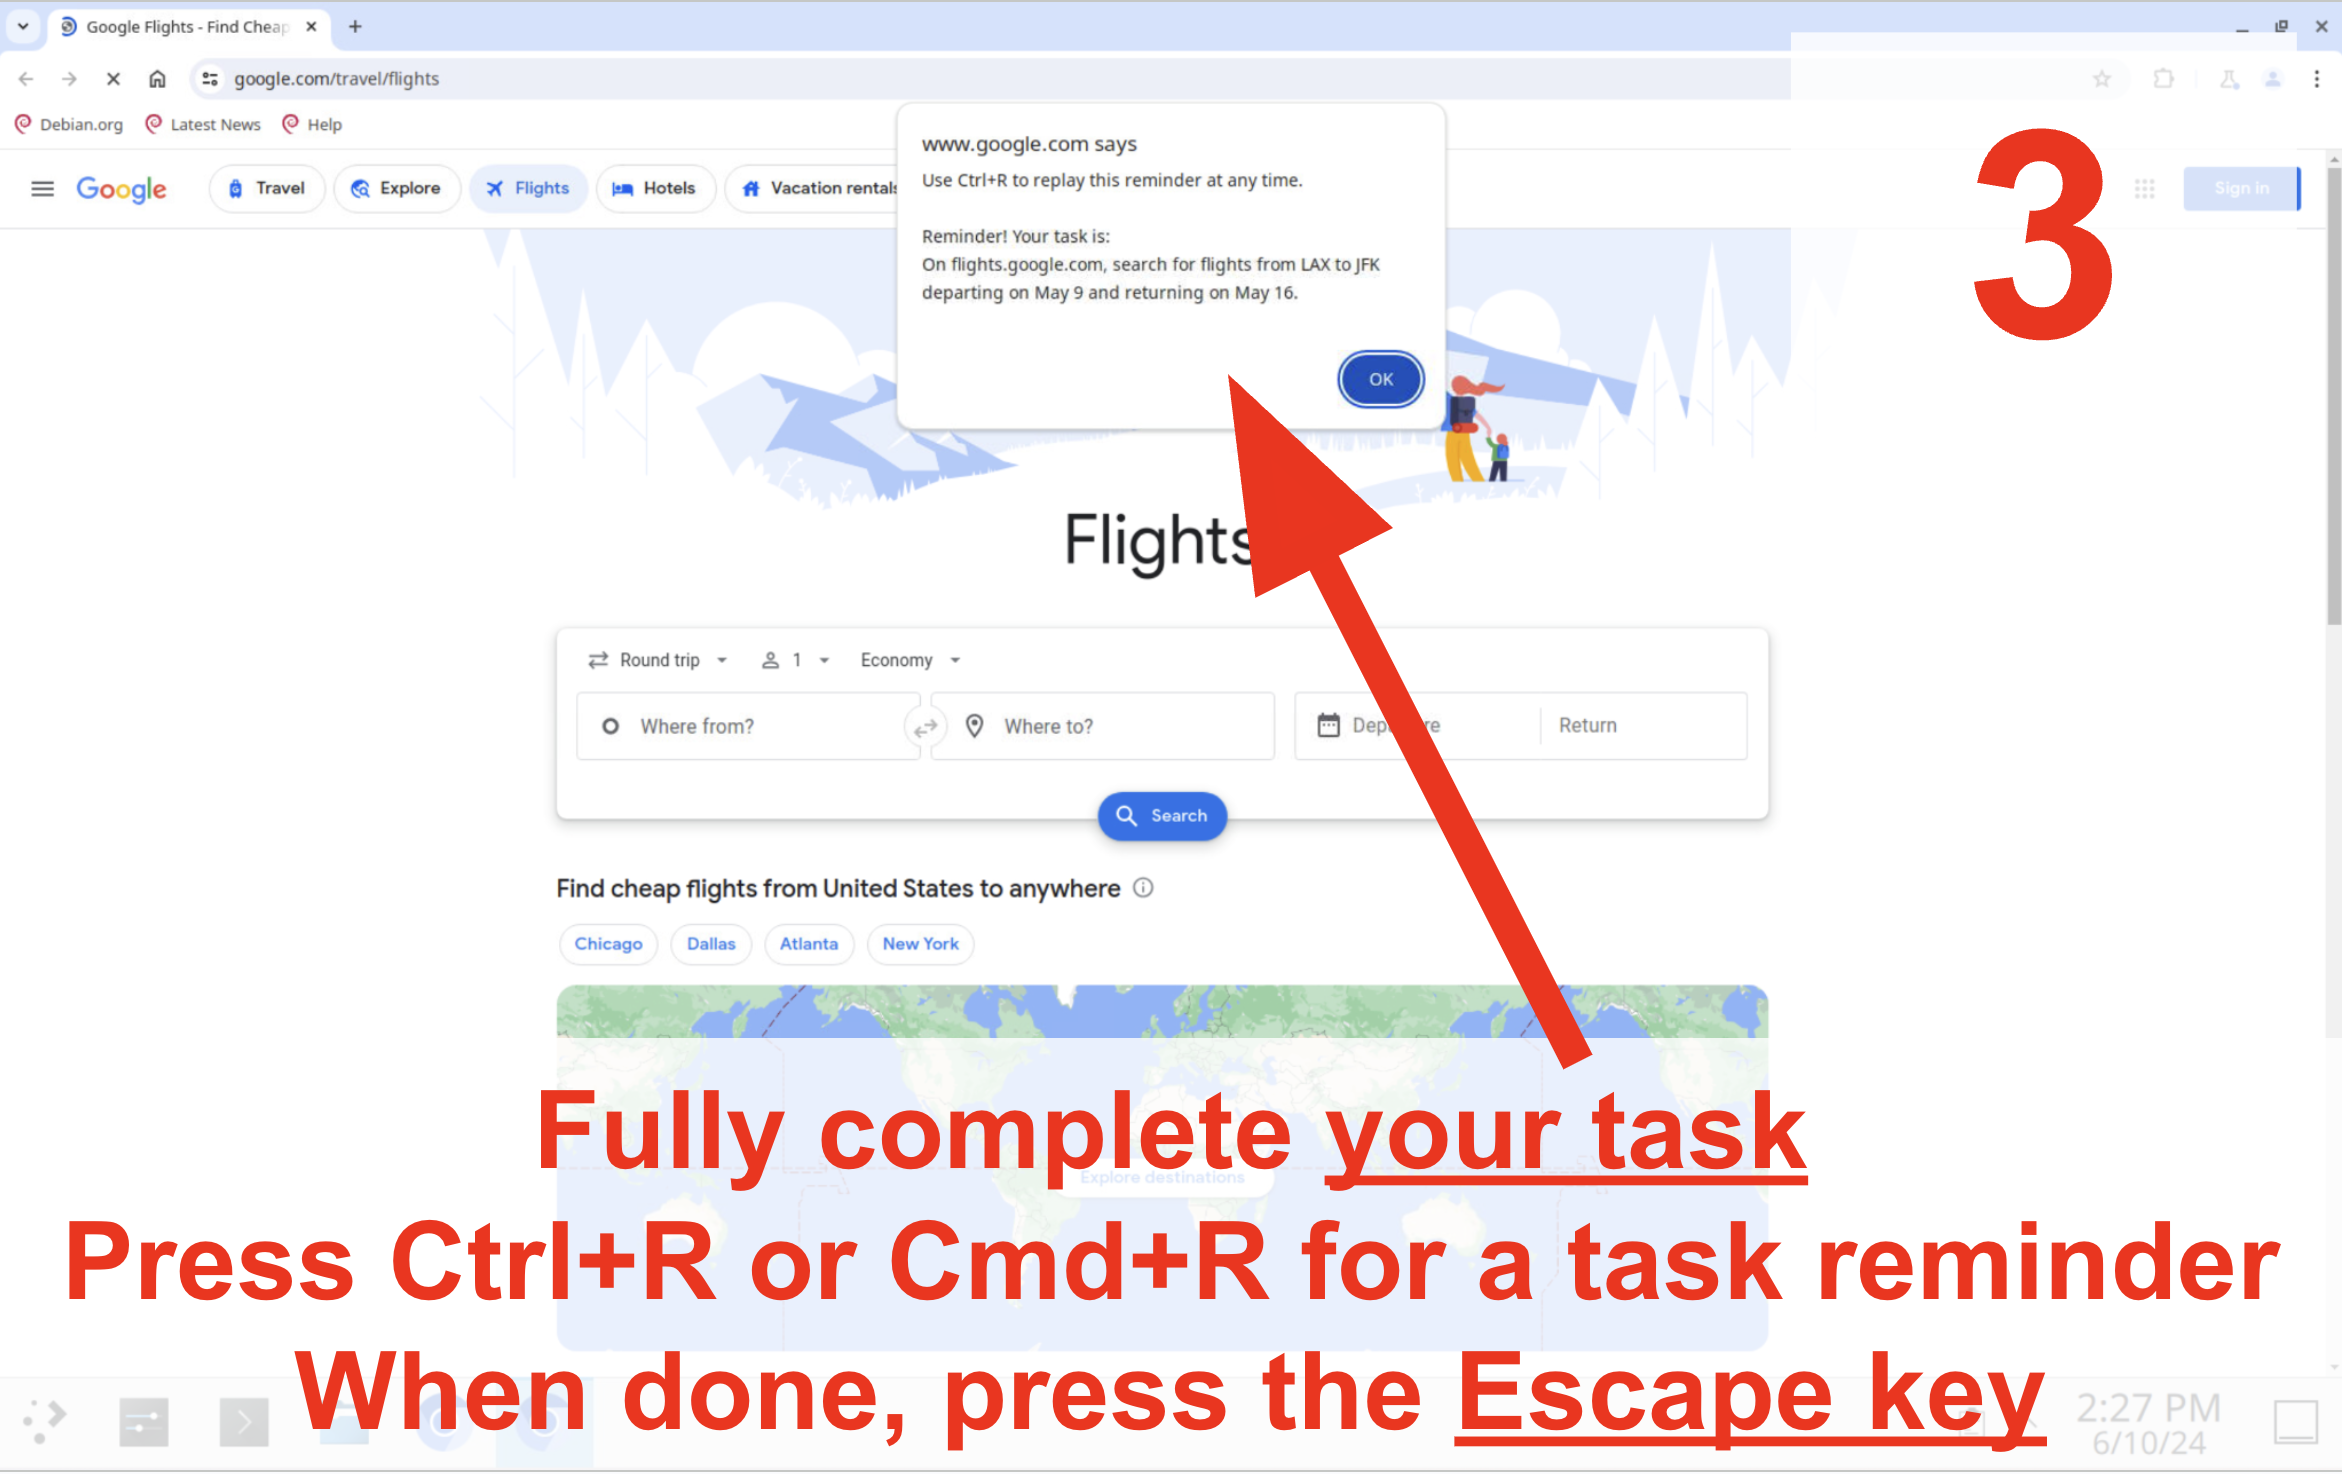 Google Flights - Find Cheap
google.com/travel/flights
Debian.org Latest News Help
www.google.com says
Use Ctrl+R to replay this reminder at any time.
Reminder! Your task is:
On flights.google.com, search for flights from LAX to JFK
departing on May 9 and returning on May 16.
OK
3
Google Travel Explore Flights Hotels Vacation rentals
Sign in
Flights
Round trip 1 Economy
Where from? Where to? Departure Return
Search
Find cheap flights from United States to anywhere
Chicago Dallas Atlanta New York
Explore destinations
Fully complete your task
Press Ctrl+R or Cmd+R for a task reminder
When done, press the Escape key
2:27 PM
6/10/24